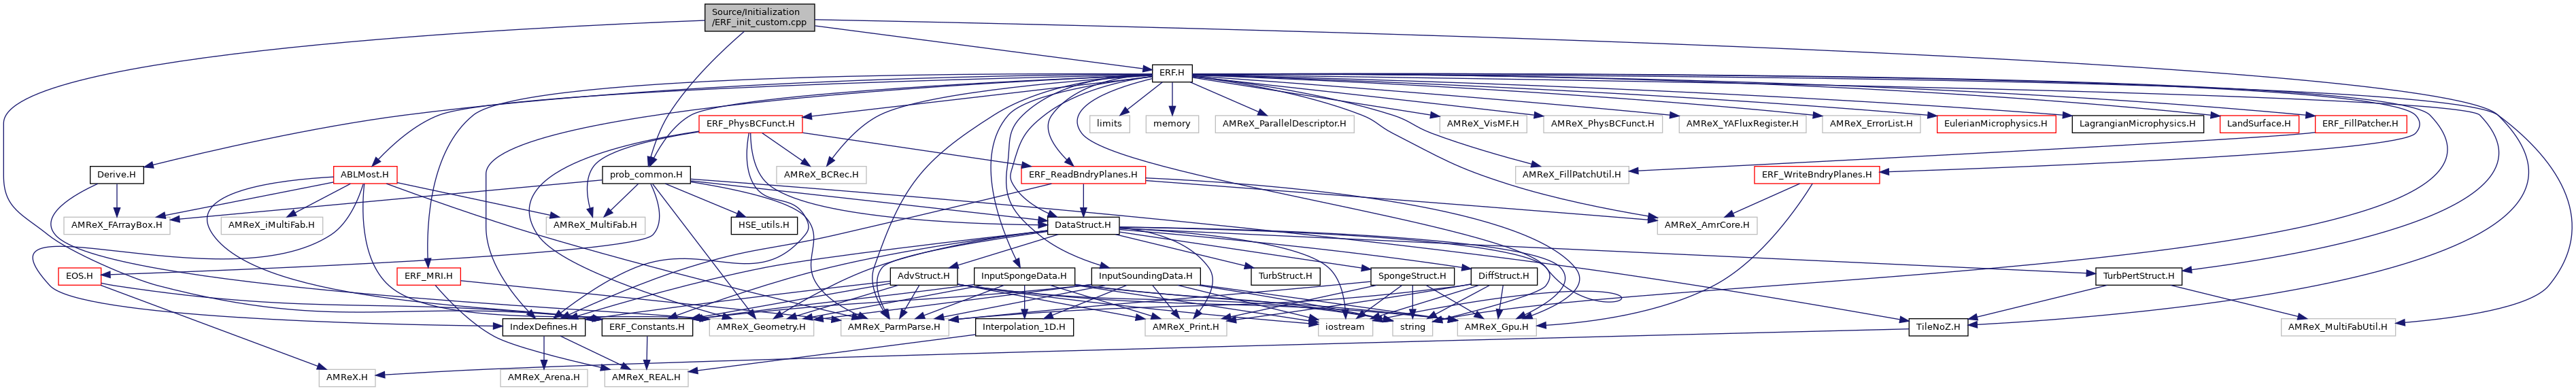 Source/Initialization
/ERF_init_custom.cpp
ERF.H
ERF_PhysBCFunct.H
limits
memory
AMReX_ParallelDescriptor.H
AMReX_VisMF.H
AMReX_PhysBCFunct.H
AMReX_YAFluxRegister.H
AMReX_ErrorList.H
EulerianMicrophysics.H
LagrangianMicrophysics.H
LandSurface.H
ERF_FillPatcher.H
Derive.H
ABLMost.H
prob_common.H
AMReX_BCRec.H
ERF_ReadBndryPlanes.H
AMReX_FillPatchUtil.H
ERF_WriteBndryPlanes.H
AMReX_FArrayBox.H
AMReX_iMultiFab.H
AMReX_MultiFab.H
HSE_utils.H
DataStruct.H
AMReX_AmrCore.H
EOS.H
ERF_MRI.H
AdvStruct.H
InputSpongeData.H
InputSoundingData.H
TurbStruct.H
SpongeStruct.H
DiffStruct.H
TurbPertStruct.H
IndexDefines.H
ERF_Constants.H
AMReX_Geometry.H
AMReX_ParmParse.H
Interpolation_1D.H
AMReX_Print.H
iostream
string
AMReX_Gpu.H
TileNoZ.H
AMReX_MultiFabUtil.H
AMReX.H
AMReX_Arena.H
AMReX_REAL.H